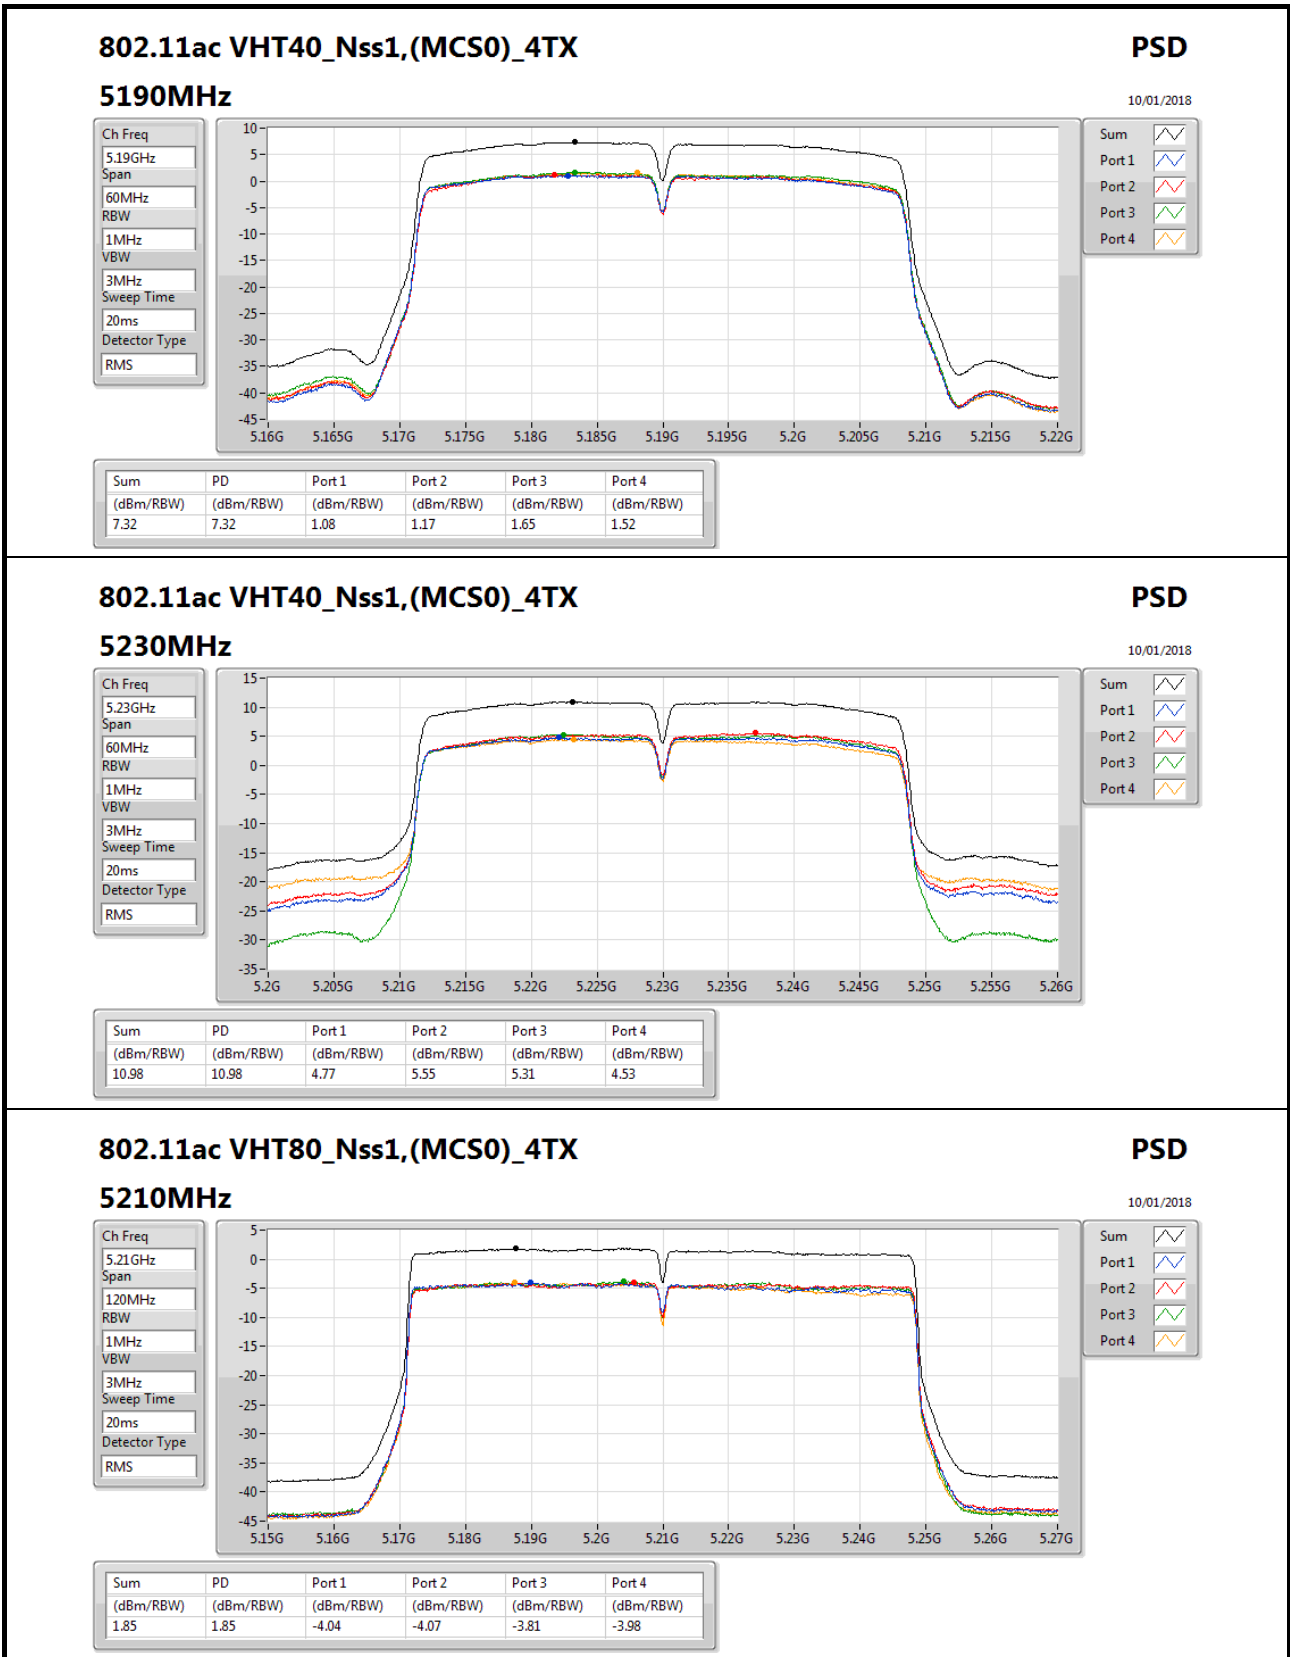 802.11ac VHT40_Nss1,(MCS0)_4TX PSD
5190MHz 10/01/2018
Ch Freq
5.19GHz
Span
60MHz
RBW
1MHz
VBW
3MHz
Sweep Time
20ms
Detector Type
RMS
10
5
0
-5
-10
-15
-20
-25
-30
-35
-40
-45
5.16G 5.165G 5.17G 5.175G 5.18G 5.185G 5.19G 5.195G 5.2G 5.205G 5.21G 5.215G 5.22G
Sum
Port 1
Port 2
Port 3
Port 4
Sum PD Port 1 Port 2 Port 3 Port 4
(dBm/RBW) (dBm/RBW) (dBm/RBW) (dBm/RBW) (dBm/RBW) (dBm/RBW)
7.32 7.32 1.08 1.17 1.65 1.52
802.11ac VHT40_Nss1,(MCS0)_4TX PSD
5230MHz 10/01/2018
Ch Freq
5.23GHz
Span
60MHz
RBW
1MHz
VBW
3MHz
Sweep Time
20ms
Detector Type
RMS
15
10
5
0
-5
-10
-15
-20
-25
-30
-35
5.2G 5.205G 5.21G 5.215G 5.22G 5.225G 5.23G 5.235G 5.24G 5.245G 5.25G 5.255G 5.26G
Sum
Port 1
Port 2
Port 3
Port 4
Sum PD Port 1 Port 2 Port 3 Port 4
(dBm/RBW) (dBm/RBW) (dBm/RBW) (dBm/RBW) (dBm/RBW) (dBm/RBW)
10.98 10.98 4.77 5.55 5.31 4.53
802.11ac VHT80_Nss1,(MCS0)_4TX PSD
5210MHz 10/01/2018
Ch Freq
5.21GHz
Span
120MHz
RBW
1MHz
VBW
3MHz
Sweep Time
20ms
Detector Type
RMS
5
0
-5
-10
-15
-20
-25
-30
-35
-40
-45
5.15G 5.16G 5.17G 5.18G 5.19G 5.2G 5.21G 5.22G 5.23G 5.24G 5.25G 5.26G 5.27G
Sum
Port 1
Port 2
Port 3
Port 4
Sum PD Port 1 Port 2 Port 3 Port 4
(dBm/RBW) (dBm/RBW) (dBm/RBW) (dBm/RBW) (dBm/RBW) (dBm/RBW)
1.85 1.85 -4.04 -4.07 -3.81 -3.98